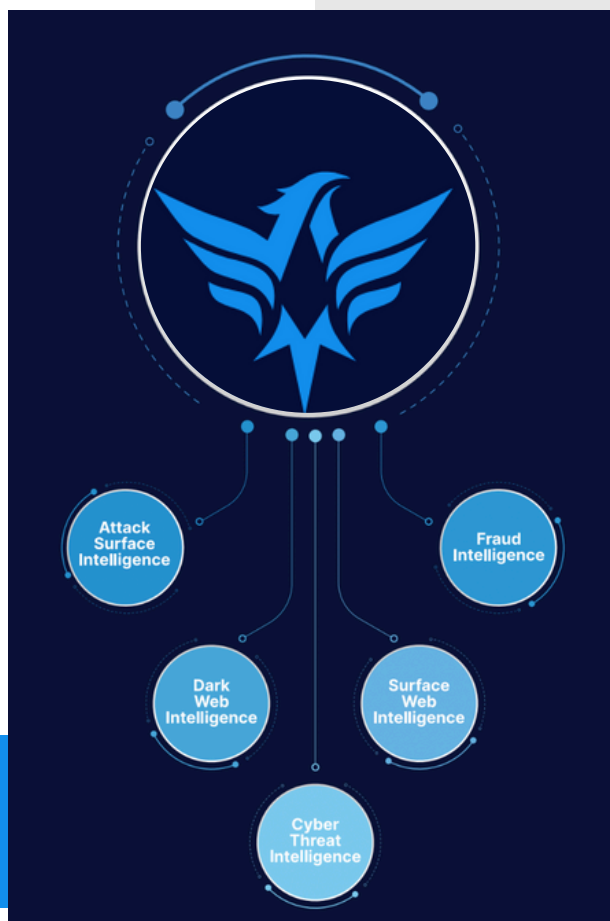 Attack
Surface
Intelligence
Fraud
Intelligence
Dark
Web
Intelligence
Surface
Web
Intelligence
Cyber
Threat
Intelligence